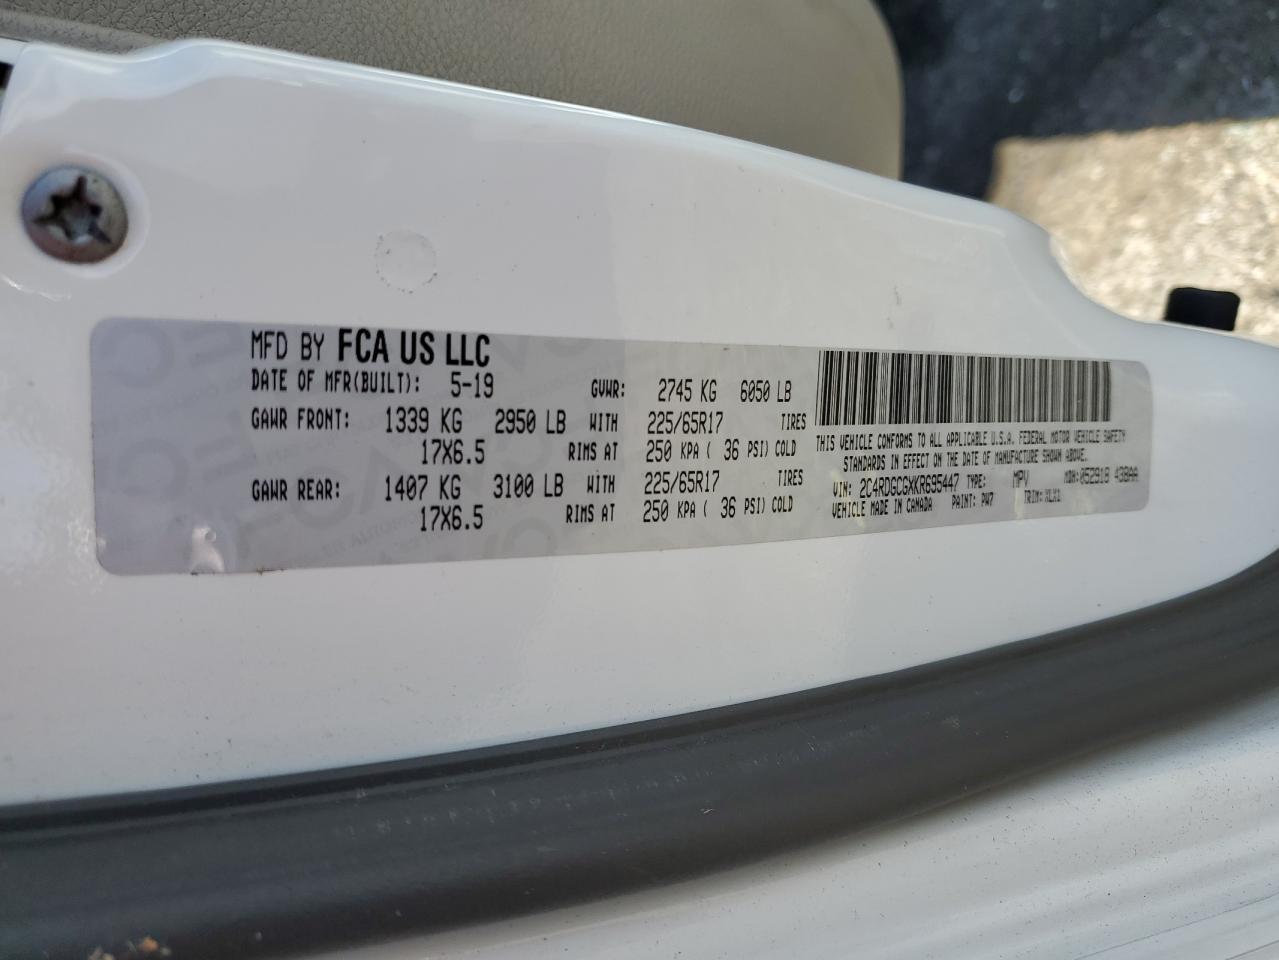 MFD BY FCA US LLC
DATE OF MFR(BUILT): 5-19 GVWR: 2745 KG 6050 LB
GAWR FRONT: 1339 KG 2950 LB WITH 225/65R17 TIRES
17X6.5 RIMS AT 250 KPA ( 36 PSI) COLD
GAWR REAR: 1407 KG 3100 LB WITH 225/65R17 TIRES
17X6.5 RIMS AT 250 KPA ( 36 PSI) COLD
THIS VEHICLE CONFORMS TO ALL APPLICABLE U.S.A. FEDERAL MOTOR VEHICLE SAFETY
STANDARDS IN EFFECT ON THE DATE OF MANUFACTURE SHOWN ABOVE.
VIN: 2C4RDGCGXKR695447 TYPE: MPV MDH: 052919 438AA
VEHICLE MADE IN CANADA PAINT: PW7 TRIM: